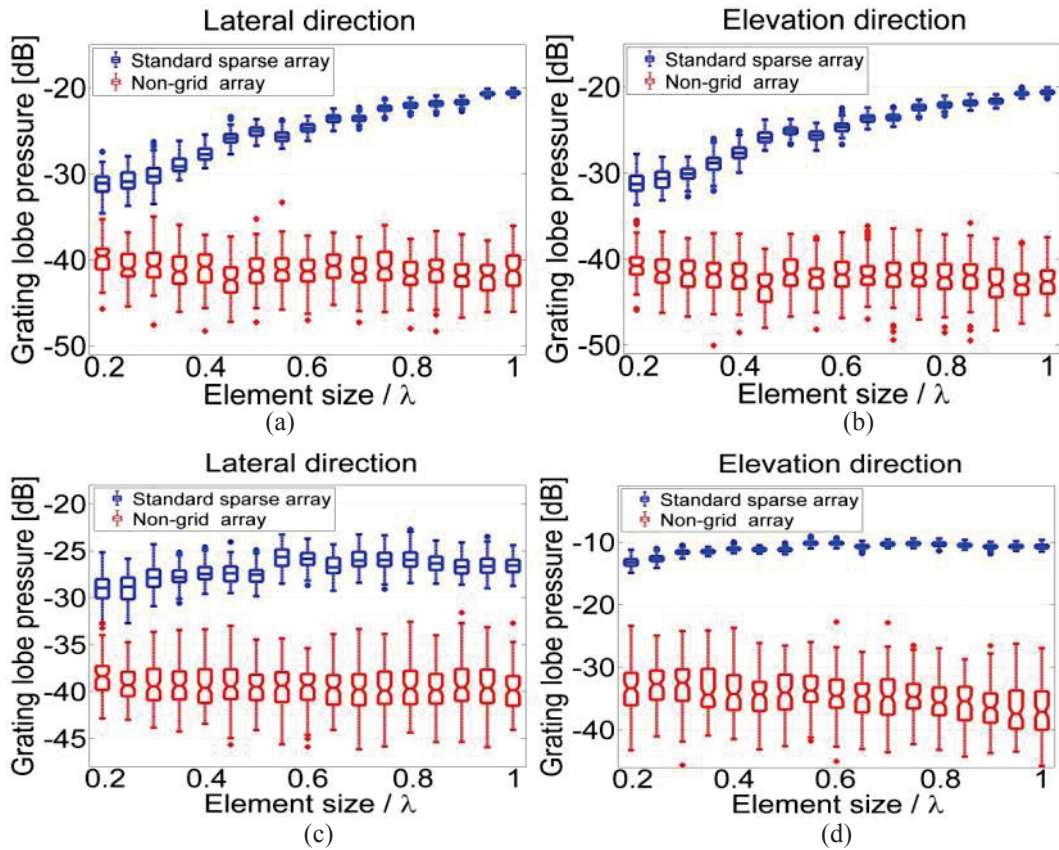 Lateral direction
Grating lobe pressure [dB]
Standard sparse array
Non-grid array
-20
-30
-40
-50
0.2 0.4 0.6 0.8 1
Element size / λ
(a)
Elevation direction
Grating lobe pressure [dB]
Standard sparse array
Non-grid array
-20
-30
-40
-50
0.2 0.4 0.6 0.8 1
Element size / λ
(b)
Lateral direction
Grating lobe pressure [dB]
Standard sparse array
Non-grid array
-20
-25
-30
-35
-40
-45
0.2 0.4 0.6 0.8 1
Element size / λ
(c)
Elevation direction
Grating lobe pressure [dB]
Standard sparse array
Non-grid array
-10
-20
-30
-40
0.2 0.4 0.6 0.8 1
Element size / λ
(d)